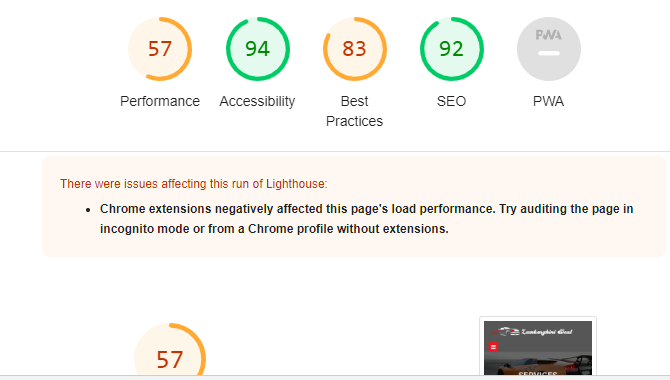 57 94 83 92 PWA
Performance Accessibility Best Practices SEO PWA
There were issues affecting this run of Lighthouse:
• Chrome extensions negatively affected this page's load performance. Try auditing the page in
incognito mode or from a Chrome profile without extensions.
57
Lamborghini Goal
SERVICES